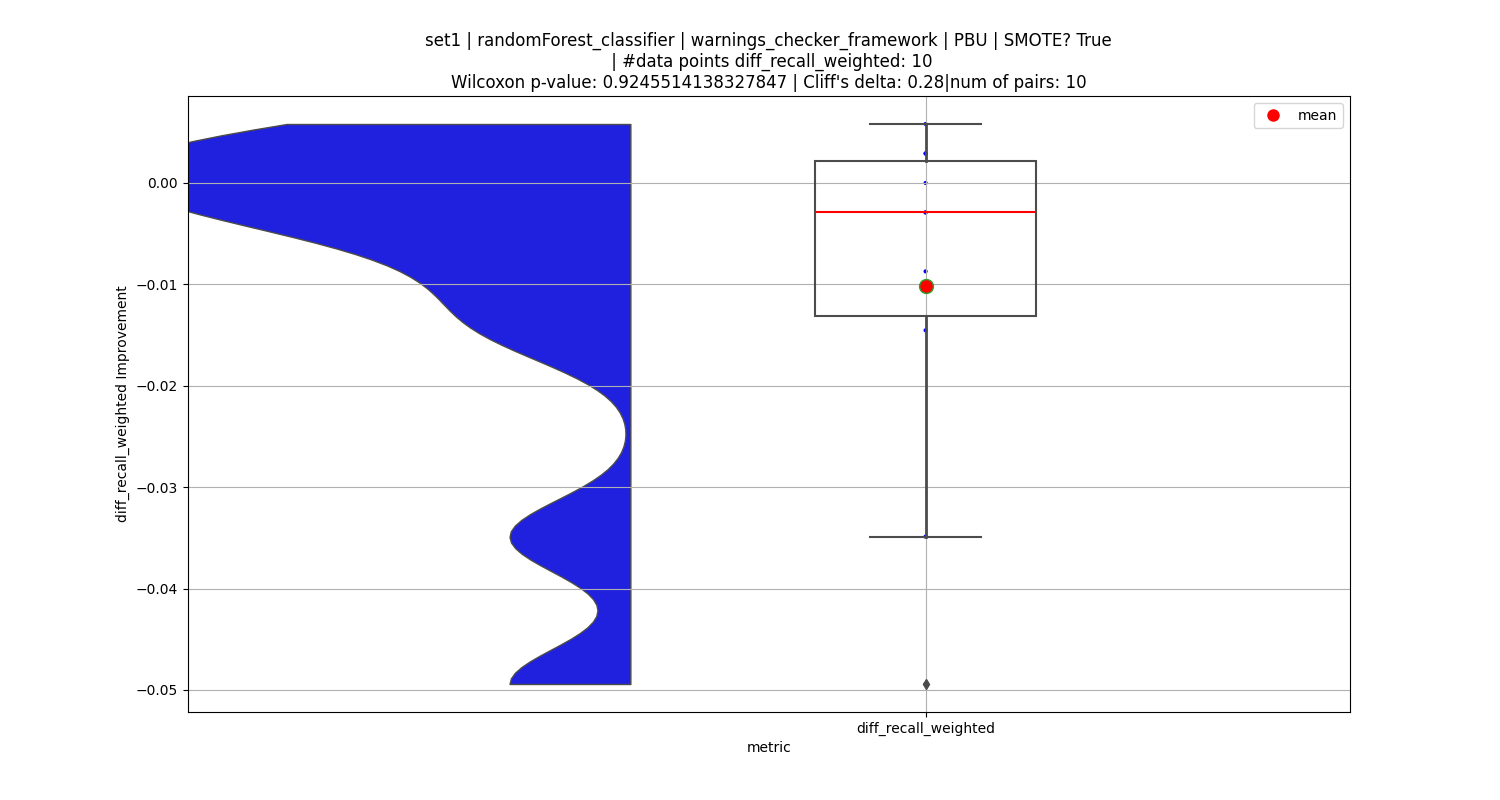 set1 | randomForest_classifier | warnings_checker_framework | PBU | SMOTE? True
| #data points diff_recall_weighted: 10
Wilcoxon p-value: 0.9245514138327847 | Cliff's delta: 0.28|num of pairs: 10
mean
0.00
−0.01
−0.02
−0.03
−0.04
−0.05
diff_recall_weighted Improvement
diff_recall_weighted
metric